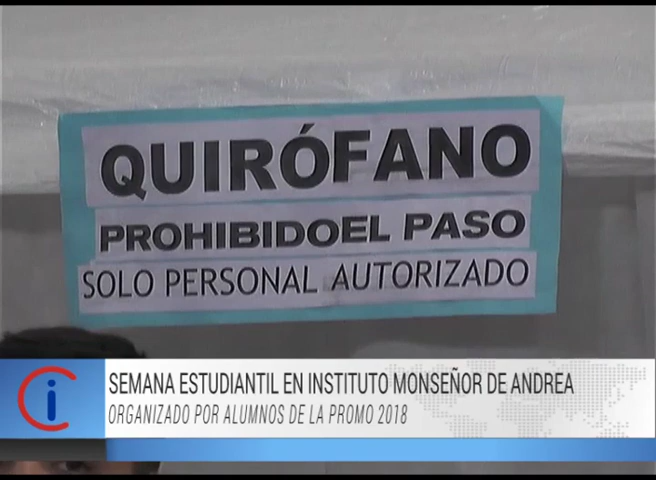 QUIRÓFANO
PROHIBIDOEL PASO
SOLO PERSONAL AUTORIZADO
SEMANA ESTUDIANTIL EN INSTITUTO MONSEÑOR DE ANDREA
ORGANIZADO POR ALUMNOS DE LA PROMO 2018